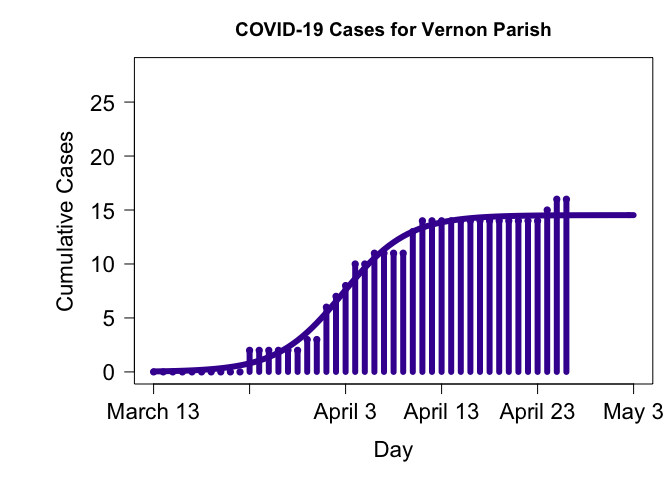 COVID-19 Cases for Vernon Parish
25
20
15
10
5
0
Cumulative Cases
March 13 April 3 April 13 April 23 May 3
Day